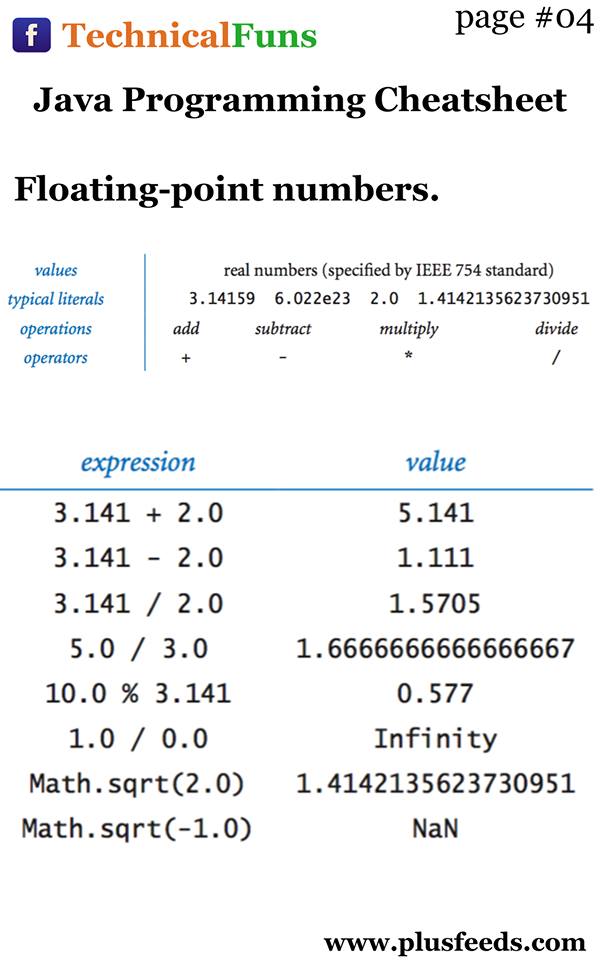 f TechnicalFuns
page #04
Java Programming Cheatsheet
Floating-point numbers.
values real numbers (specified by IEEE 754 standard)
typical literals 3.14159 6.022e23 2.0 1.4142135623730951
operations add subtract multiply divide
operators + - * /
expression value
3.141 + 2.0 5.141
3.141 - 2.0 1.111
3.141 / 2.0 1.5705
5.0 / 3.0 1.6666666666666667
10.0 % 3.141 0.577
1.0 / 0.0 Infinity
Math.sqrt(2.0) 1.4142135623730951
Math.sqrt(-1.0) NaN
www.plusfeeds.com